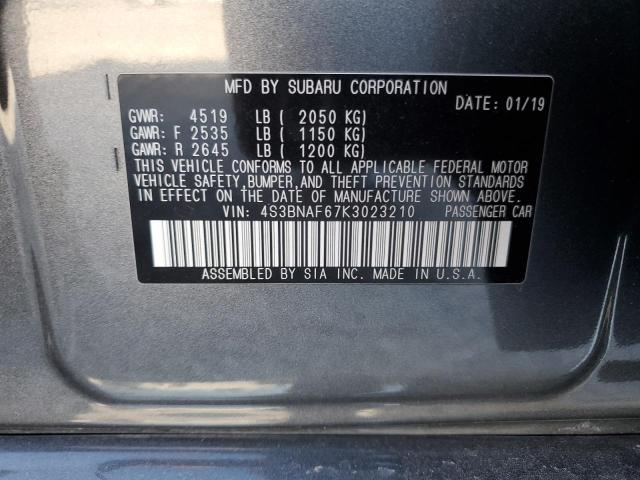 MFD BY SUBARU CORPORATION
DATE: 01/19
GVWR: 4519 LB ( 2050 KG)
GAWR: F 2535 LB ( 1150 KG)
GAWR: R 2645 LB ( 1200 KG)
THIS VEHICLE CONFORMS TO ALL APPLICABLE FEDERAL MOTOR
VEHICLE SAFETY, BUMPER, AND THEFT PREVENTION STANDARDS
IN EFFECT ON THE DATE OF MANUFACTURE SHOWN ABOVE.
VIN: 4S3BNAF67K3023210 PASSENGER CAR
ASSEMBLED BY SIA INC. MADE IN U.S.A.